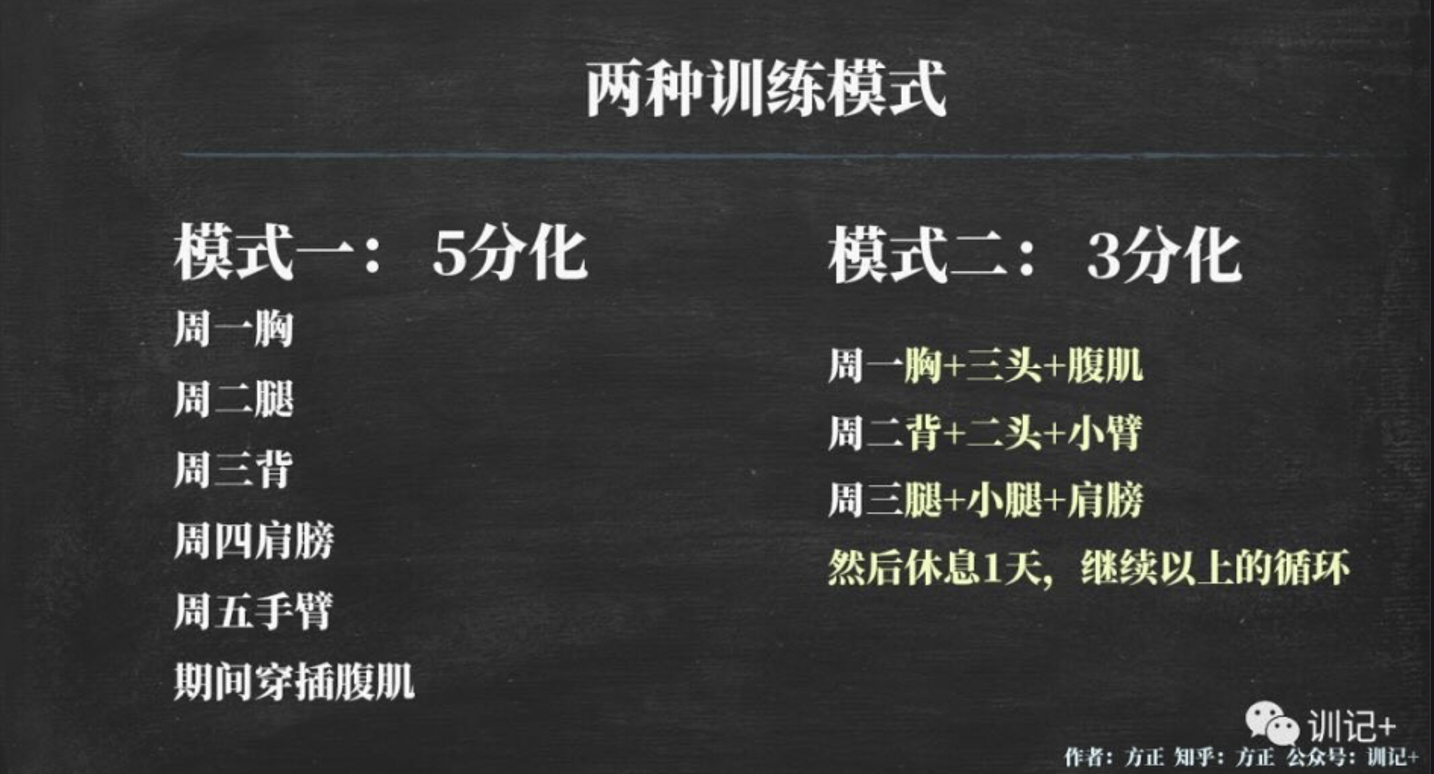 两种训练模式
模式一： 5分化
周一胸
周二腿
周三背
周四肩膀
周五手臂
期间穿插腹肌
模式二： 3分化
周一胸+三头+腹肌
周二背+二头+小臂
周三腿+小腿+肩膀
然后休息1天，继续以上的循环
训记+
作者：方正 知乎：方正 公众号：训记+